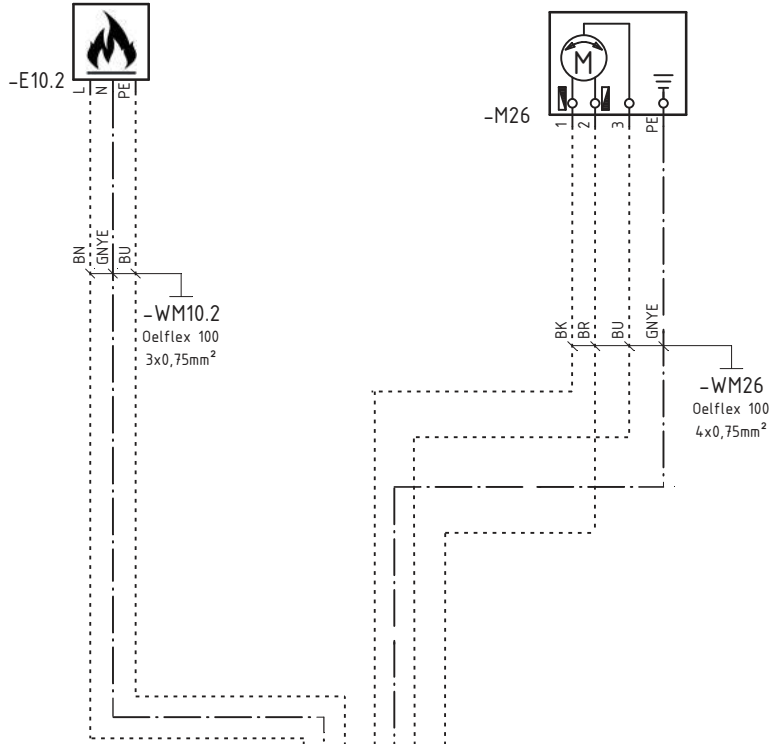 -E10.2
L
N
PE
BN
GNYE
BU
-WM10.2
Oelflex 100
3x0,75mm²
M
-M26
1
2
3
PE
BK
BR
BU
GNYE
-WM26
Oelflex 100
4x0,75mm²